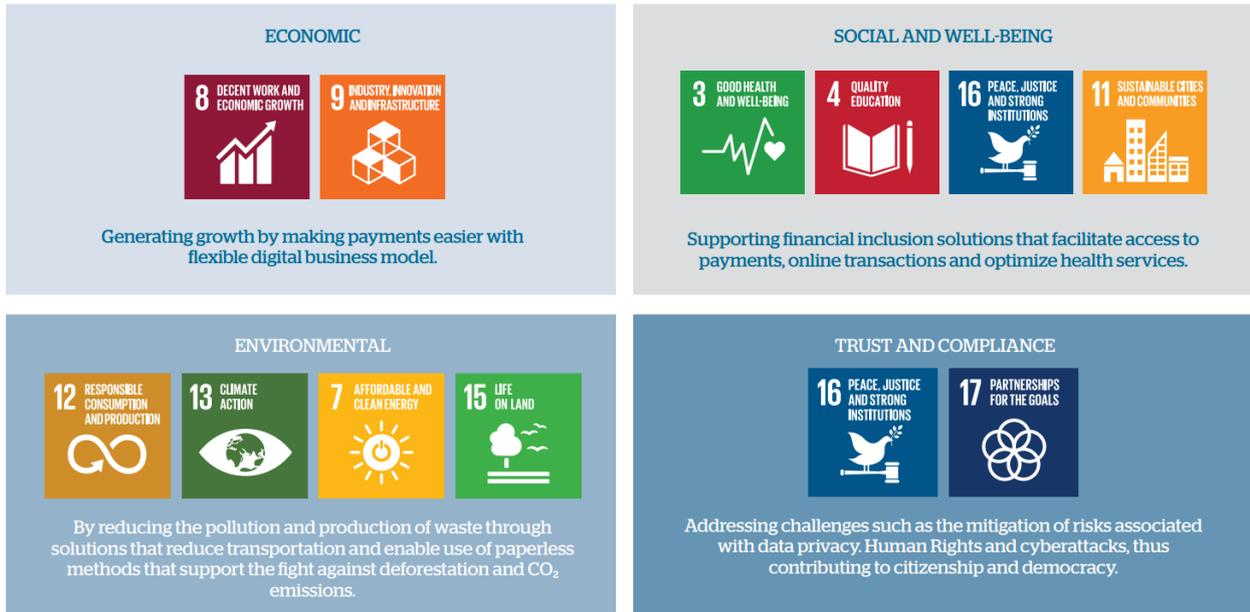 ECONOMIC
8 DECENT WORK AND
ECONOMIC GROWTH
9 INDUSTRY, INNOVATION
AND INFRASTRUCTURE
Generating growth by making payments easier with
flexible digital business model.
SOCIAL AND WELL-BEING
3 GOOD HEALTH
AND WELL-BEING
4 QUALITY
EDUCATION
16 PEACE, JUSTICE
AND STRONG
INSTITUTIONS
11 SUSTAINABLE CITIES
AND COMMUNITIES
Supporting financial inclusion solutions that facilitate access to
payments, online transactions and optimize health services.
ENVIRONMENTAL
12 RESPONSIBLE
CONSUMPTION
AND PRODUCTION
13 CLIMATE
ACTION
7 AFFORDABLE AND
CLEAN ENERGY
15 LIFE
ON LAND
By reducing the pollution and production of waste through
solutions that reduce transportation and enable use of paperless
methods that support the fight against deforestation and CO₂
emissions.
TRUST AND COMPLIANCE
16 PEACE, JUSTICE
AND STRONG
INSTITUTIONS
17 PARTNERSHIPS
FOR THE GOALS
Addressing challenges such as the mitigation of risks associated
with data privacy. Human Rights and cyberattacks, thus
contributing to citizenship and democracy.